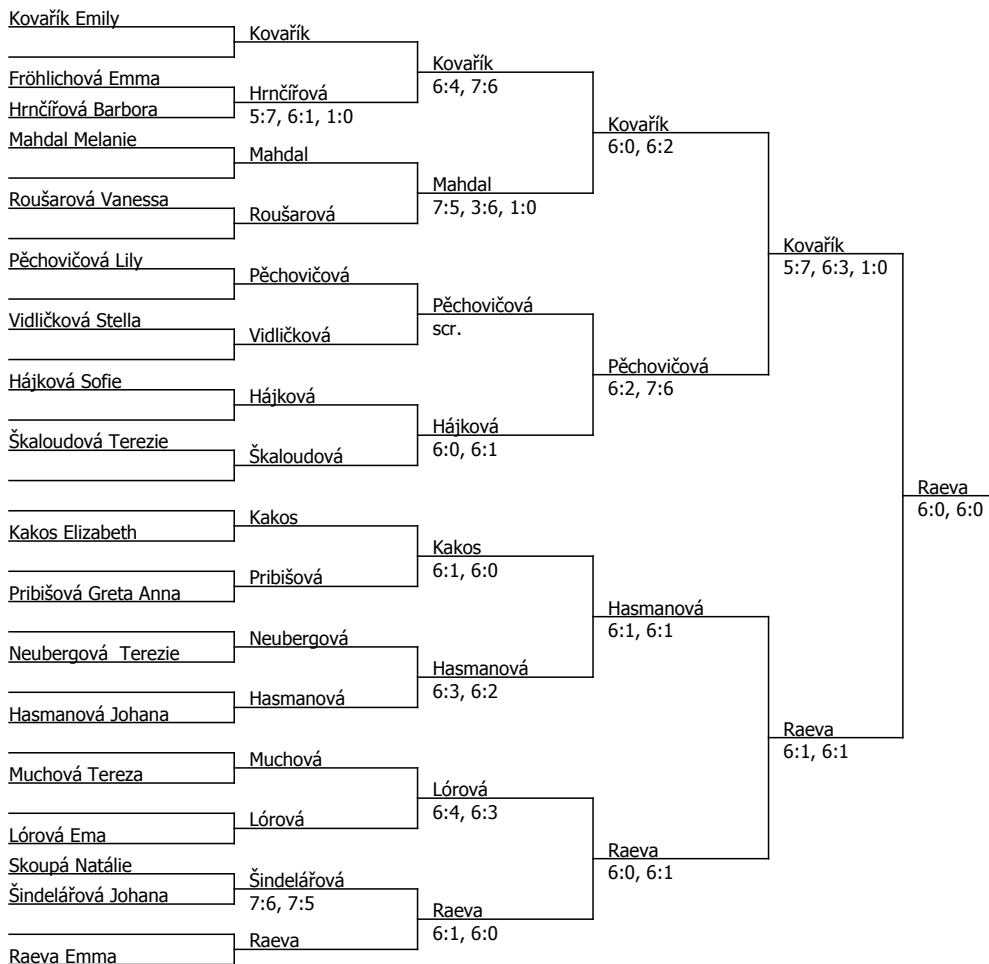 Kovařík Emily
Fröhlichová Emma
Hrnčířová Barbora
Mahdal Melanie
Roušarová Vanessa
Pěchovičová Lily
Vidličková Stella
Hájková Sofie
Škaloudová Terezie
Kakos Elizabeth
Pribišová Greta Anna
Neubergová  Terezie
Hasmanová Johana
Muchová Tereza
Lórová Ema
Skoupá Natálie
Šindelářová Johana
Raeva Emma
Kovařík
Hrnčířová
5:7, 6:1, 1:0
Mahdal
Roušarová
Pěchovičová
Vidličková
Hájková
Škaloudová
Kakos
Pribišová
Neubergová
Hasmanová
Muchová
Lórová
Šindelářová
7:6, 7:5
Raeva
Kovařík
6:4, 7:6
Mahdal
7:5, 3:6, 1:0
Pěchovičová
scr.
Hájková
6:0, 6:1
Kakos
6:1, 6:0
Hasmanová
6:3, 6:2
Lórová
6:4, 6:3
Raeva
6:1, 6:0
Kovařík
6:0, 6:2
Pěchovičová
6:2, 7:6
Hasmanová
6:1, 6:1
Raeva
6:0, 6:1
Kovařík
5:7, 6:3, 1:0
Raeva
6:1, 6:1
Raeva
6:0, 6:0